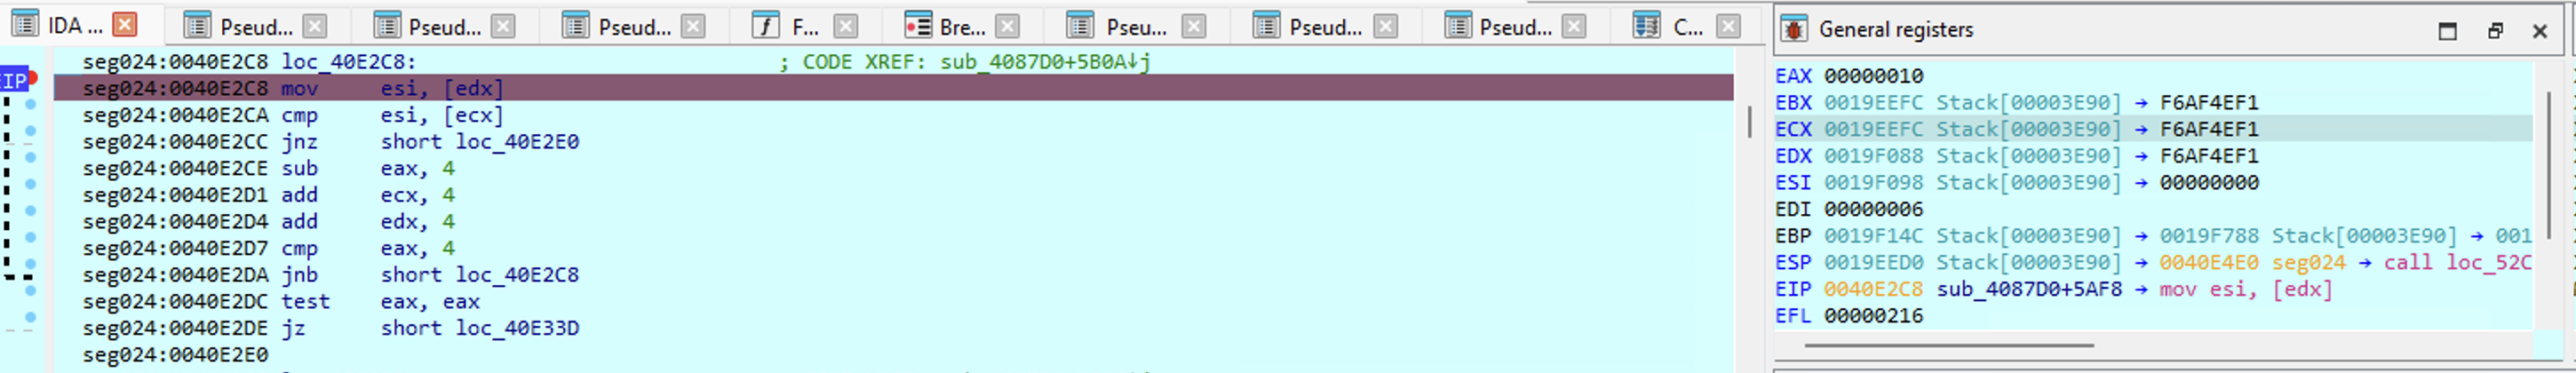 IDA ... Pseud... Pseud... Pseud... F... Bre... Pseu... Pseud... Pseud... C... General registers
seg024:0040E2C8 loc_40E2C8: ; CODE XREF: sub_4087D0+5B0A↓j
EIP seg024:0040E2C8 mov esi, [edx]
seg024:0040E2CA cmp esi, [ecx]
seg024:0040E2CC jnz short loc_40E2E0
seg024:0040E2CE sub eax, 4
seg024:0040E2D1 add ecx, 4
seg024:0040E2D4 add edx, 4
seg024:0040E2D7 cmp eax, 4
seg024:0040E2DA jnb short loc_40E2C8
seg024:0040E2DC test eax, eax
seg024:0040E2DE jz short loc_40E33D
seg024:0040E2E0
EAX 00000010
EBX 0019EEFC Stack[00003E90] → F6AF4EF1
ECX 0019EEFC Stack[00003E90] → F6AF4EF1
EDX 0019F088 Stack[00003E90] → F6AF4EF1
ESI 0019F098 Stack[00003E90] → 00000000
EDI 00000006
EBP 0019F14C Stack[00003E90] → 0019F788 Stack[00003E90] → 001
ESP 0019EED0 Stack[00003E90] → 0040E4E0 seg024 → call loc_52C
EIP 0040E2C8 sub_4087D0+5AF8 → mov esi, [edx]
EFL 00000216